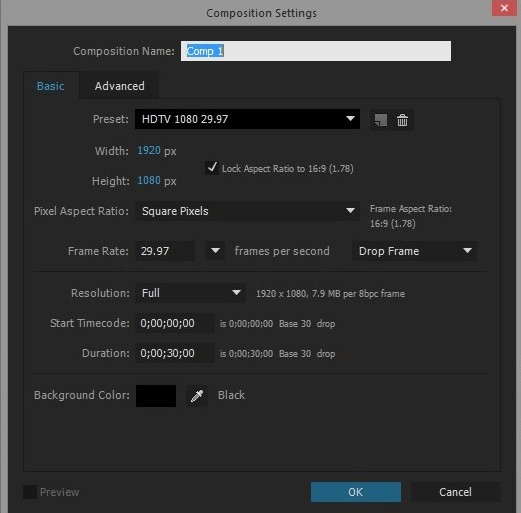 Composition Settings
Composition Name: Comp 1
Basic Advanced
Preset: HDTV 1080 29.97
Width: 1920 px
Lock Aspect Ratio to 16:9 (1.78)
Height: 1080 px
Pixel Aspect Ratio: Square Pixels
Frame Aspect Ratio:
16:9 (1.78)
Frame Rate: 29.97 frames per second Drop Frame
Resolution: Full 1920 x 1080, 7.9 MB per 8bpc frame
Start Timecode: 0;00;00;00 is 0;00;00;00 Base 30 drop
Duration: 0;00;30;00 is 0;00;30;00 Base 30 drop
Background Color: Black
Preview OK Cancel